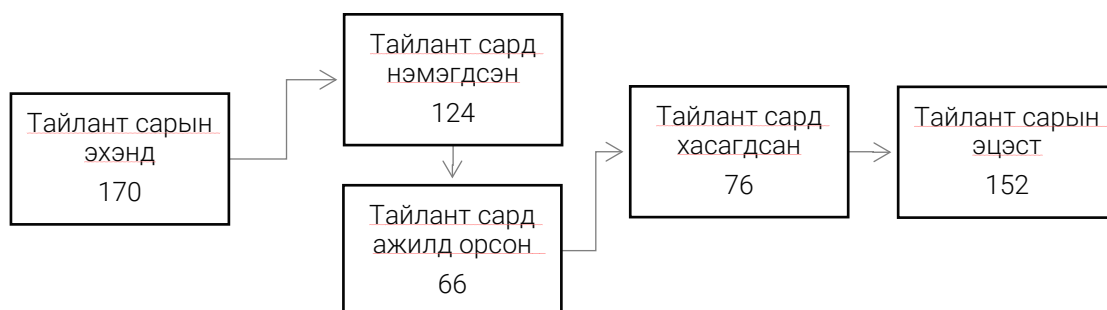 Тайлант сарын
эхэнд
170
Тайлант сард
нэмэгдсэн
124
Тайлант сард
ажилд орсон
66
Тайлант сард
хасагдсан
76
Тайлант сарын
эцэст
152